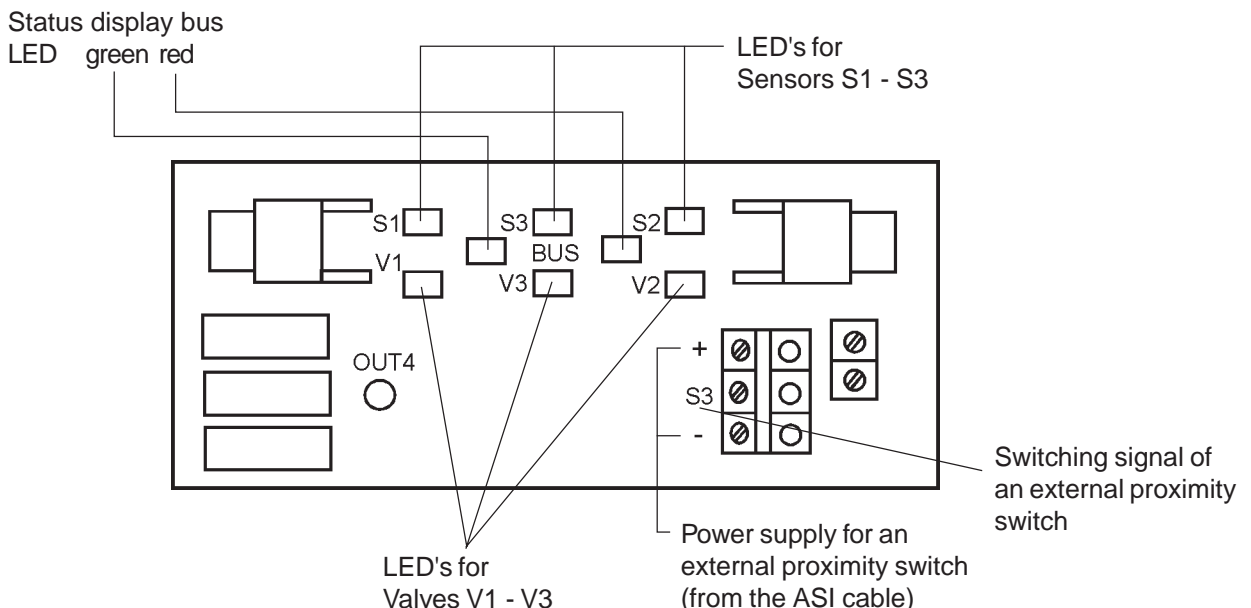 Status display bus
LED green red
LED's for
Sensors S1 - S3
S1
S3
S2
BUS
V1
V3
V2
OUT4
+
S3
-
Switching signal of
an external proximity
switch
Power supply for an
external proximity switch
(from the ASI cable)
LED's for
Valves V1 - V3